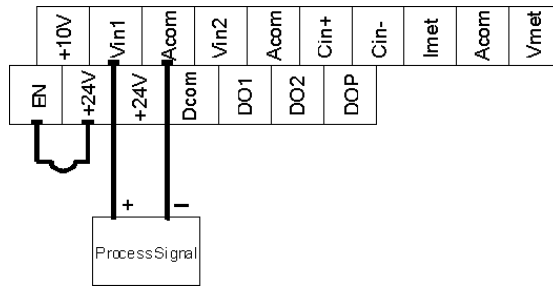 +10V Vin1 Acom Vin2 Acom Cin+ Cin- Imet Acom Vmet
EN +24V +24V Dcom DO1 DO2 DOP
+ −
ProcessSignal